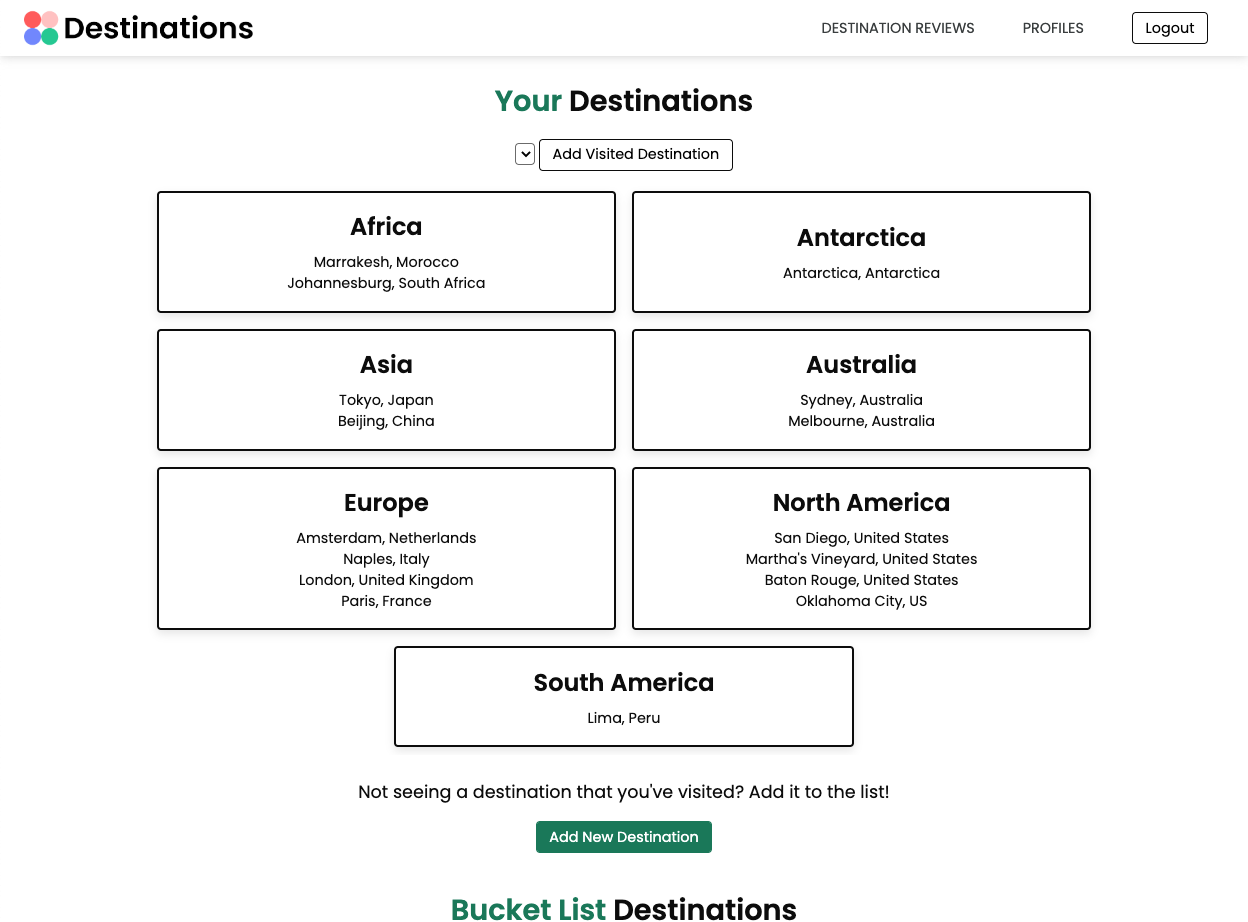 Destinations
DESTINATION REVIEWS
PROFILES
Logout
Your Destinations
Add Visited Destination
Africa
Marrakesh, Morocco
Johannesburg, South Africa
Antarctica
Antarctica, Antarctica
Asia
Tokyo, Japan
Beijing, China
Australia
Sydney, Australia
Melbourne, Australia
Europe
Amsterdam, Netherlands
Naples, Italy
London, United Kingdom
Paris, France
North America
San Diego, United States
Martha's Vineyard, United States
Baton Rouge, United States
Oklahoma City, US
South America
Lima, Peru
Not seeing a destination that you've visited? Add it to the list!
Add New Destination
Bucket List Destinations